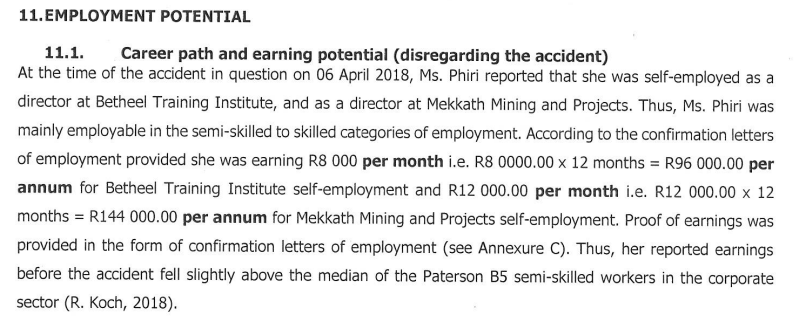 11.EMPLOYMENT POTENTIAL
11.1. Career path and earning potential (disregarding the accident)
At the time of the accident in question on 06 April 2018, Ms. Phiri reported that she was self-employed as a
director at Betheel Training Institute, and as a director at Mekkath Mining and Projects. Thus, Ms. Phiri was
mainly employable in the semi-skilled to skilled categories of employment. According to the confirmation letters
of employment provided she was earning R8 000 per month i.e. R8 0000.00 x 12 months = R96 000.00 per
annum for Betheel Training Institute self-employment and R12 000.00 per month i.e. R12 000.00 x 12
months = R144 000.00 per annum for Mekkath Mining and Projects self-employment. Proof of earnings was
provided in the form of confirmation letters of employment (see Annexure C). Thus, her reported earnings
before the accident fell slightly above the median of the Paterson B5 semi-skilled workers in the corporate
sector (R. Koch, 2018).